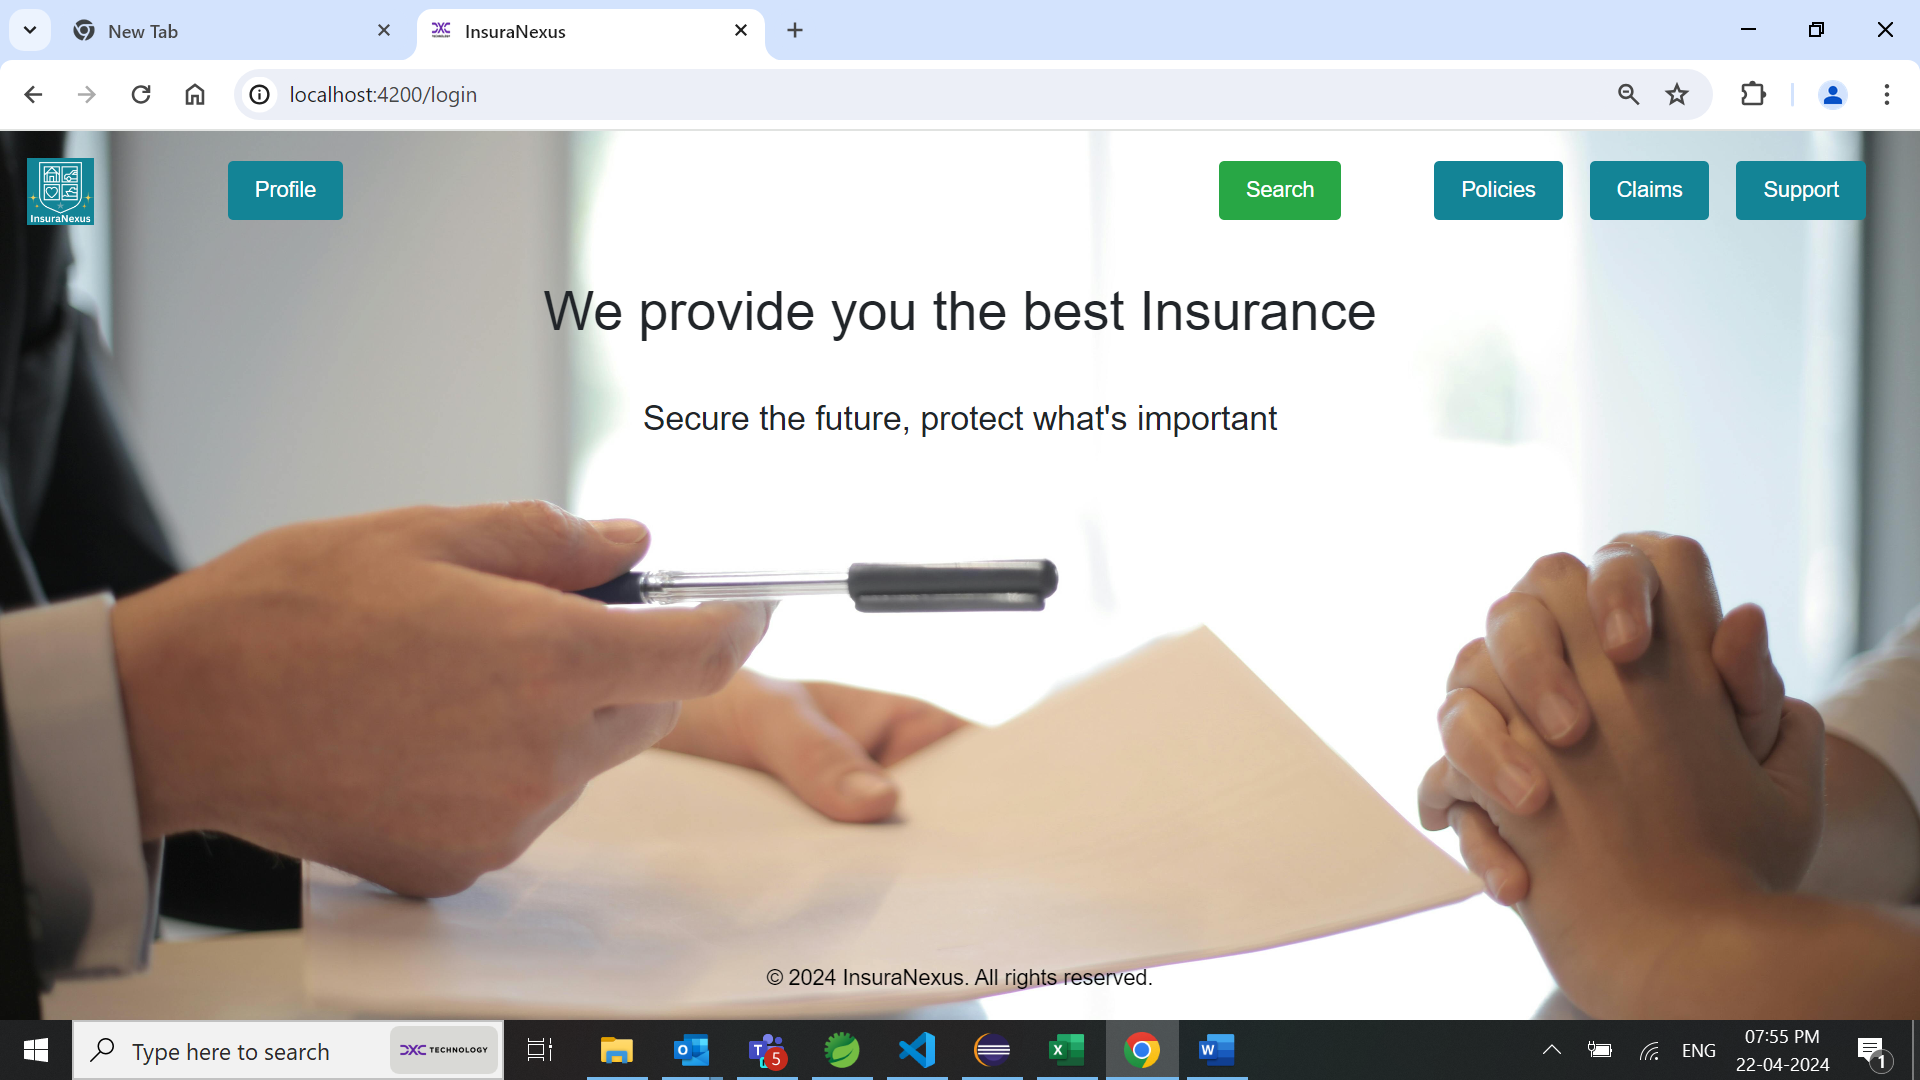 New Tab
InsuraNexus
localhost:4200/login
InsuraNexus
Profile
Search
Policies
Claims
Support
We provide you the best Insurance
Secure the future, protect what's important
© 2024 InsuraNexus. All rights reserved.
Type here to search
DXC TECHNOLOGY
5
ENG
07:55 PM
22-04-2024
1